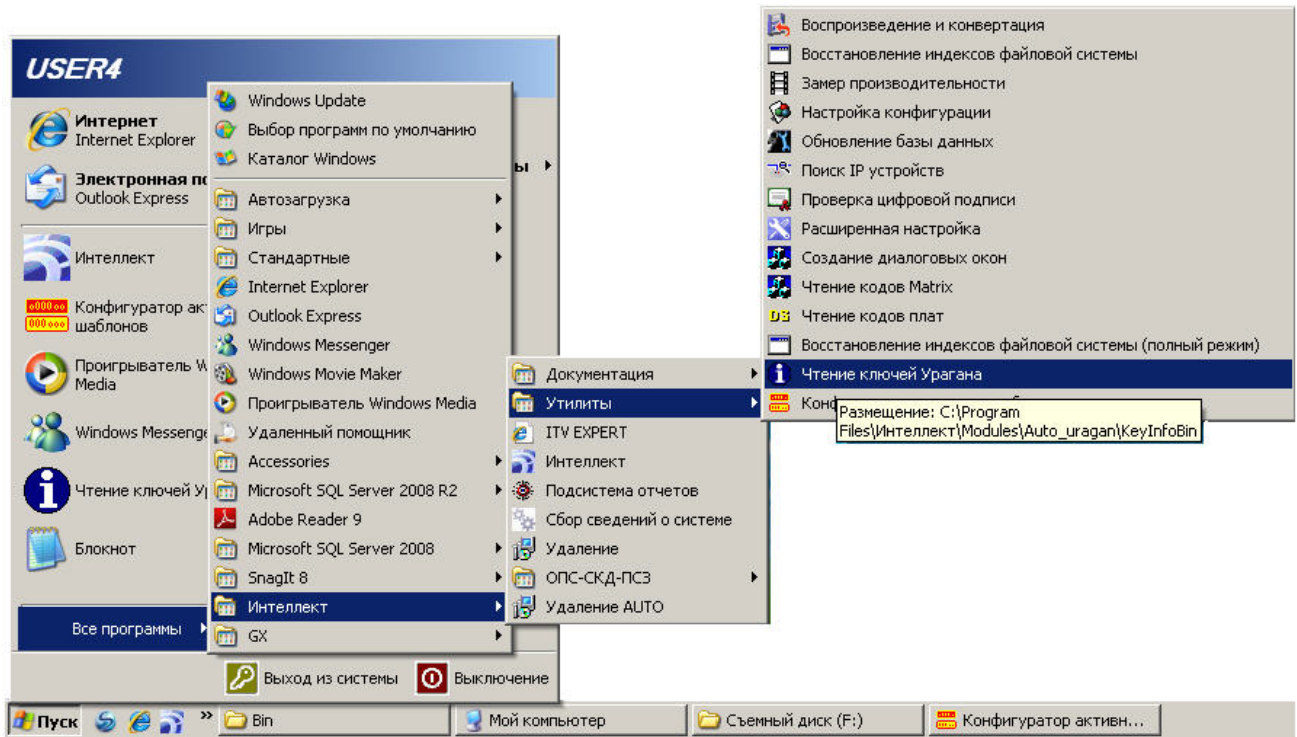 USER4
Интернет
Internet Explorer
Электронная по
Outlook Express
Интеллект
Конфигуратор ак
шаблонов
Проигрыватель W
Media
Windows Messenge
Чтение ключей У
Блокнот
Все программы
ы
Windows Update
Выбор программ по умолчанию
Каталог Windows
Автозагрузка
Игры
Стандартные
Internet Explorer
Outlook Express
Windows Messenger
Windows Movie Maker
Проигрыватель Windows Media
Удаленный помощник
Accessories
Microsoft SQL Server 2008 R2
Adobe Reader 9
Microsoft SQL Server 2008
SnagIt 8
Интеллект
GX
Документация
Утилиты
ITV EXPERT
Интеллект
Подсистема отчетов
Сбор сведений о системе
Удаление
ОПС-СКД-ПСЗ
Удаление AUTO
Воспроизведение и конвертация
Восстановление индексов файловой системы
Замер производительности
Настройка конфигурации
Обновление базы данных
Поиск IP устройств
Проверка цифровой подписи
Расширенная настройка
Создание диалоговых окон
Чтение кодов Matrix
Чтение кодов плат
Восстановление индексов файловой системы (полный режим)
Чтение ключей Урагана
Кон
Размещение: C:\Program
Files\Интеллект\Modules\Auto_uragan\KeyInfoBin
Выход из системы
Выключение
Пуск
Bin
Мой компьютер
Съемный диск (F:)
Конфигуратор активн...